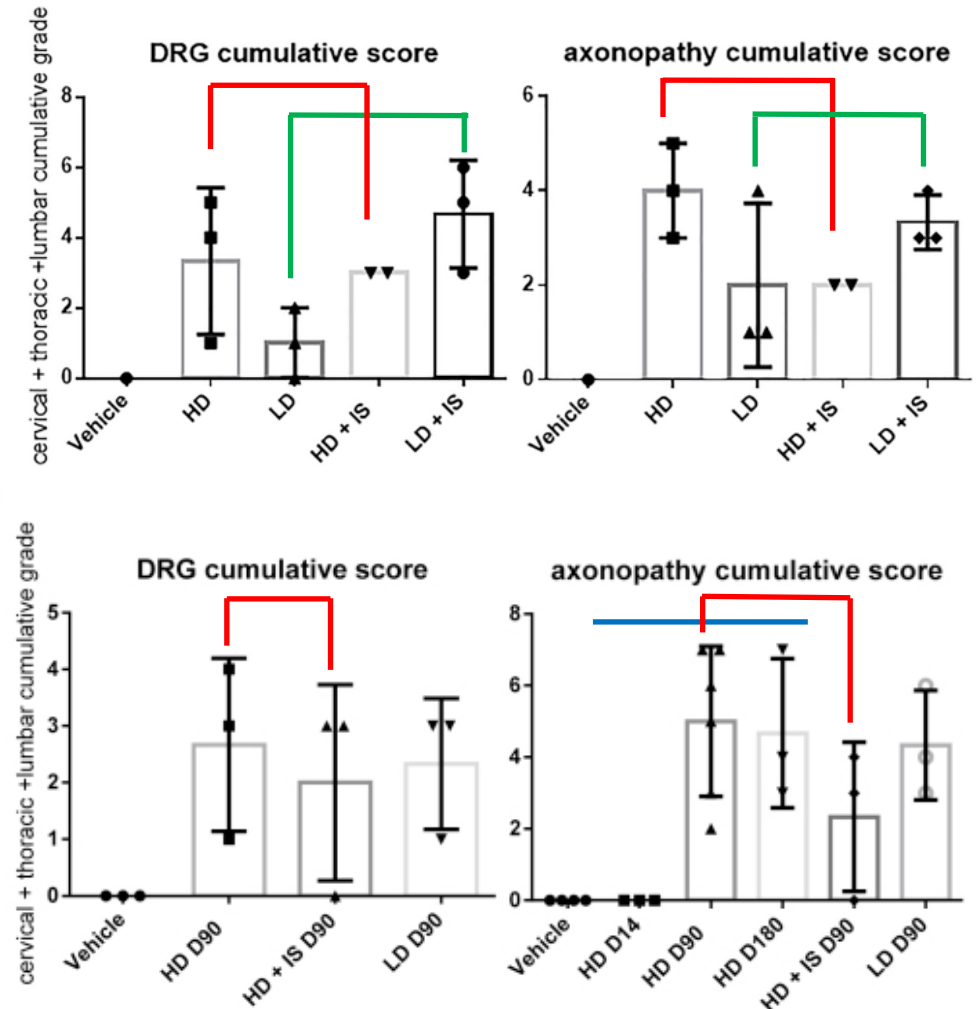 cervical + thoracic +lumbar cumulative grade
DRG cumulative score
8
6
4
2
0
Vehicle
HD
LD
HD + IS
LD + IS
axonopathy cumulative score
6
4
2
0
Vehicle
HD
LD
HD + IS
LD + IS
cervical + thoracic +lumbar cumulative grade
DRG cumulative score
5
4
3
2
1
0
Vehicle
HD D90
HD + IS D90
LD D90
axonopathy cumulative score
8
6
4
2
0
Vehicle
HD D14
HD D90
HD D180
HD + IS D90
LD D90